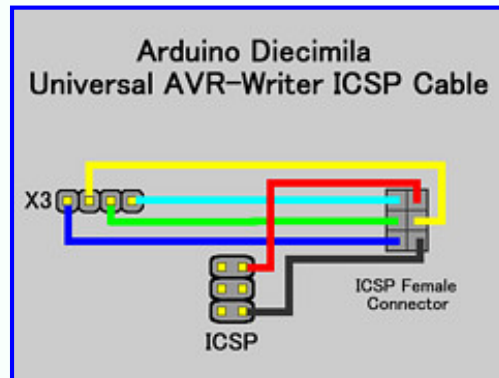 Arduino Diecimila
Universal AVR-Writer ICSP Cable
X3
ICSP Female
Connector
ICSP